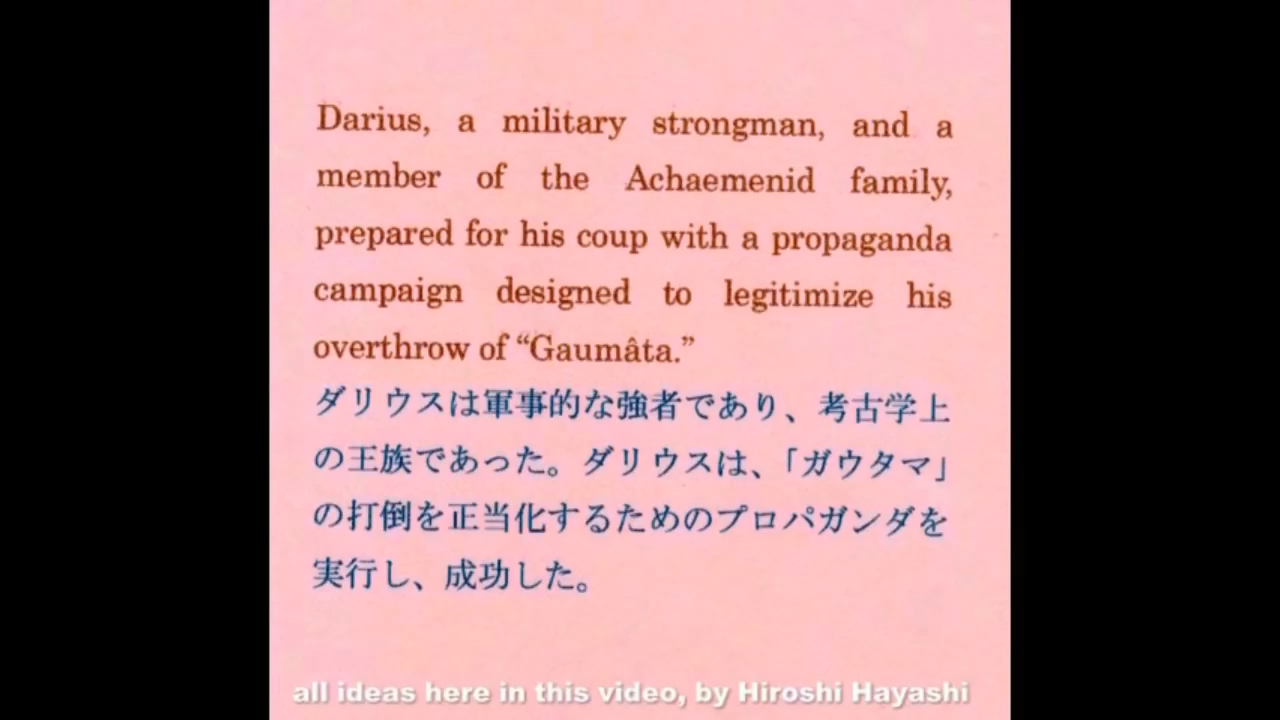 Darius, a military strongman, and a
member of the Achaemenid family,
prepared for his coup with a propaganda
campaign designed to legitimize his
overthrow of “Gaumâta.”
ダリウスは軍事的な強者であり、考古学上
の王族であった。ダリウスは、「ガウタマ」
の打倒を正当化するためのプロパガンダを
実行し、成功した。
all ideas here in this video, by Hiroshi Hayashi